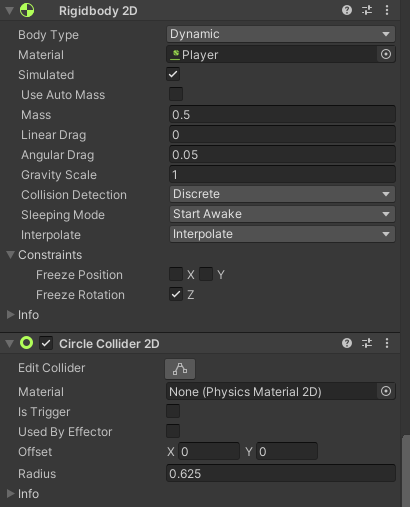 Rigidbody 2D
Body Type Dynamic
Material Player
Simulated
Use Auto Mass
Mass 0.5
Linear Drag 0
Angular Drag 0.05
Gravity Scale 1
Collision Detection Discrete
Sleeping Mode Start Awake
Interpolate Interpolate
Constraints
Freeze Position X Y
Freeze Rotation Z
Info
Circle Collider 2D
Edit Collider
Material None (Physics Material 2D)
Is Trigger
Used By Effector
Offset X 0 Y 0
Radius 0.625
Info